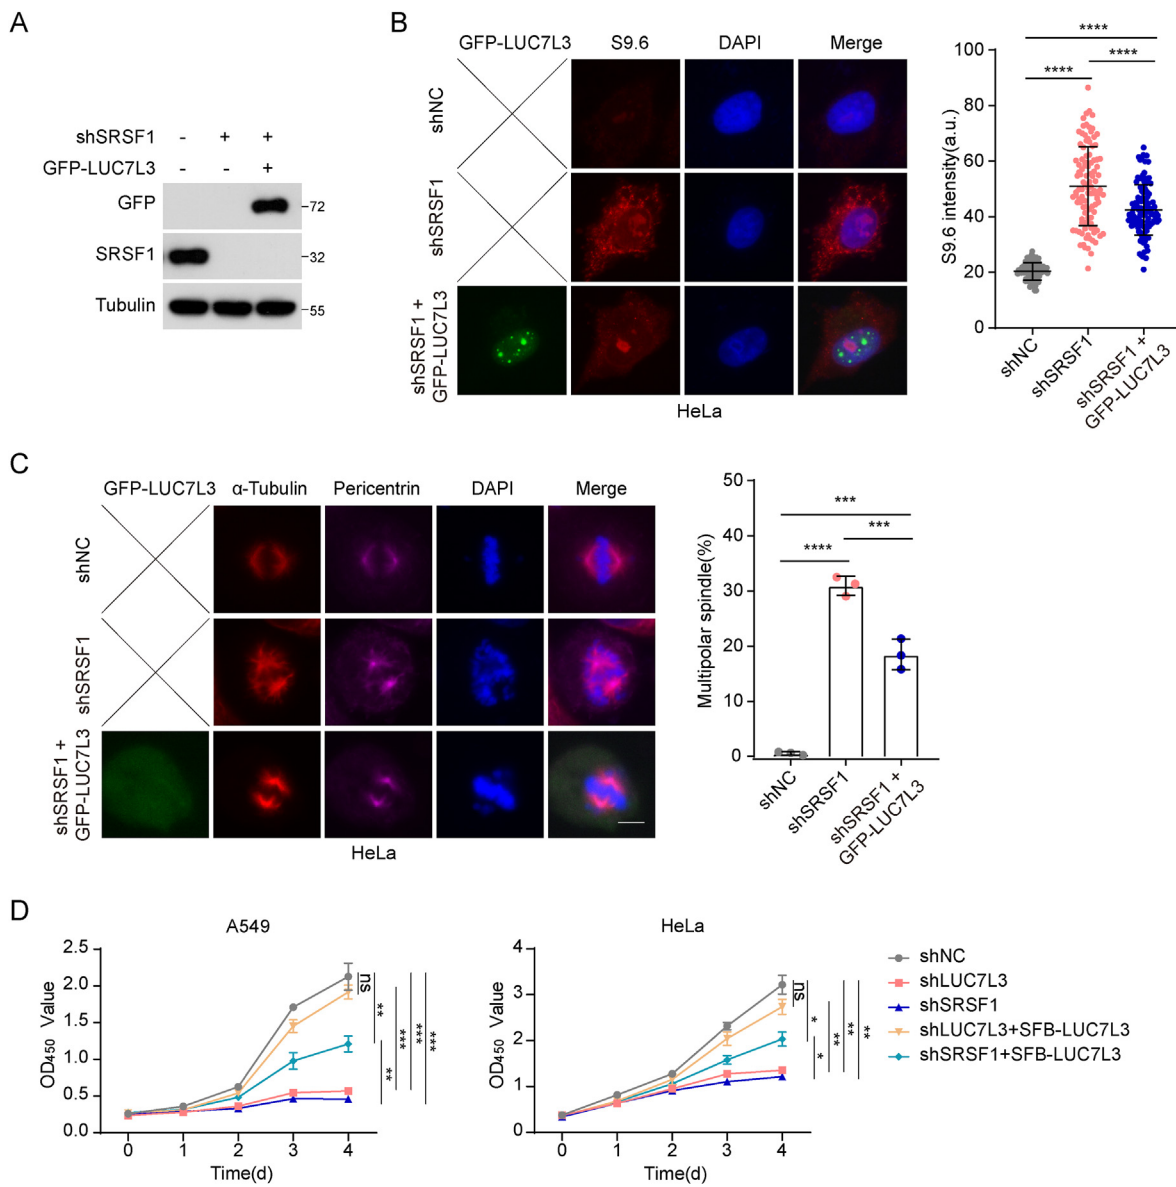 A
shSRSF1 - + +
GFP-LUC7L3 - - +
GFP
72
SRSF1
32
Tubulin
55
B
GFP-LUC7L3 S9.6 DAPI Merge
shNC
shSRSF1
shSRSF1 +
GFP-LUC7L3
HeLa
S9.6 intensity(a.u.)
100
80
60
40
20
0
****
**** ****
shNC
shSRSF1
shSRSF1 +
GFP-LUC7L3
C
GFP-LUC7L3 α-Tubulin Pericentrin DAPI Merge
shNC
shSRSF1
shSRSF1 +
GFP-LUC7L3
HeLa
Multipolar spindle(%)
50
40
30
20
10
0
***
***
****
shNC
shSRSF1
shSRSF1 +
GFP-LUC7L3
D
A549
OD450 Value
2.5
2.0
1.5
1.0
0.5
0.0
0 1 2 3 4
Time(d)
ns
**
**
***
***
***
HeLa
OD450 Value
4
3
2
1
0
0 1 2 3 4
Time(d)
ns
*
*
**
**
**
shNC
shLUC7L3
shSRSF1
shLUC7L3+SFB-LUC7L3
shSRSF1+SFB-LUC7L3